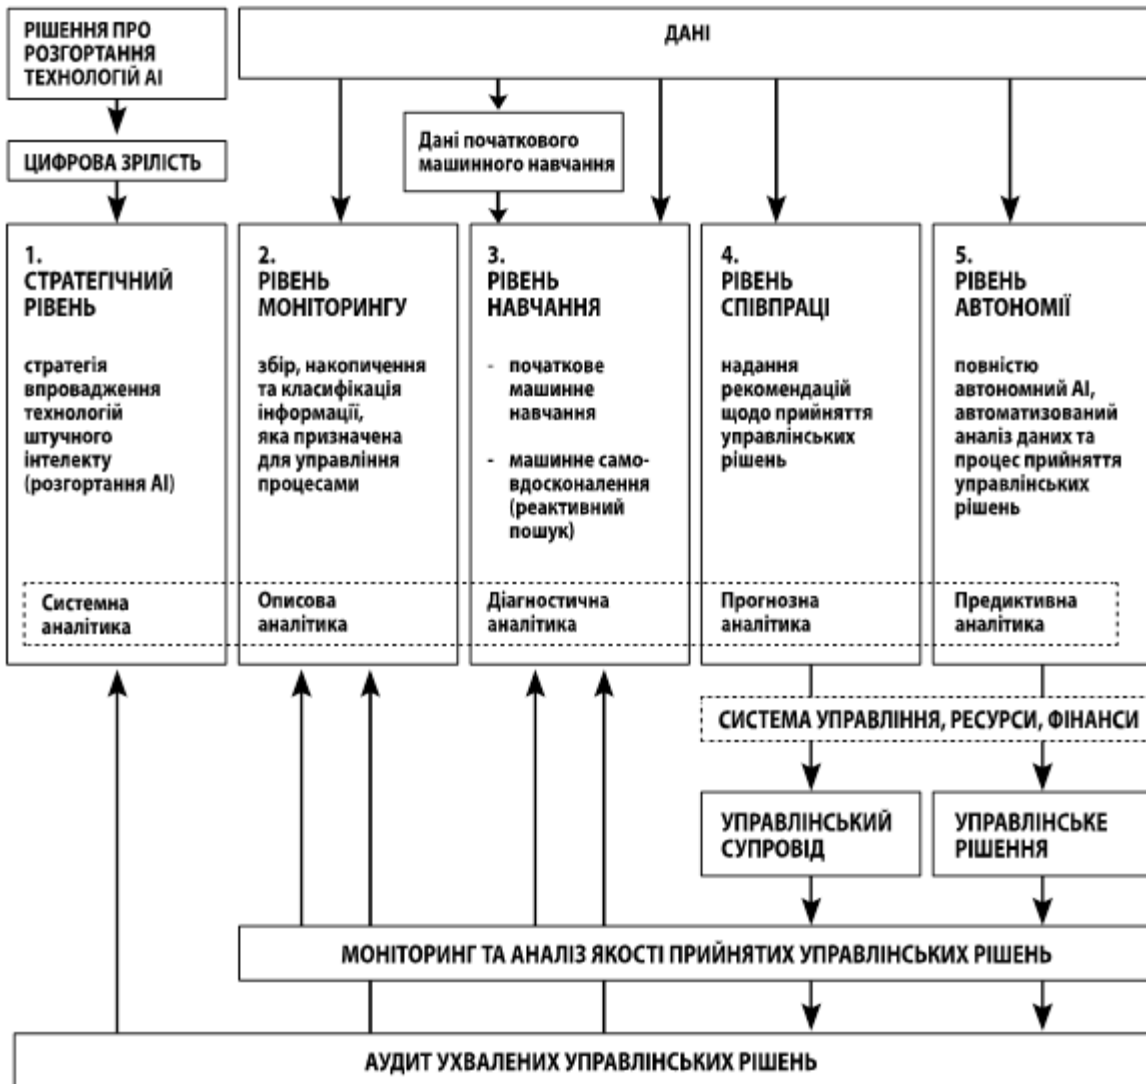 РІШЕННЯ ПРО
РОЗГОРТАННЯ
ТЕХНОЛОГІЙ АІ
ДАНІ
Дані початкового
машинного навчання
ЦИФРОВА ЗРІЛІСТЬ
1.
СТРАТЕГІЧНИЙ
РІВЕНЬ
стратегія
впровадження
технологій
штучного
інтелекту
(розгортання АІ)
Системна
аналітика
2.
РІВЕНЬ
МОНІТОРИНГУ
збір, накопичення
та класифікація
інформації,
яка призначена
для управління
процесами
Описова
аналітика
3.
РІВЕНЬ
НАВЧАННЯ
- початкове
машинне
навчання
- машинне само-
вдосконалення
(реактивний
пошук)
Діагностична
аналітика
4.
РІВЕНЬ
СПІВПРАЦІ
надання
рекомендацій
щодо прийняття
управлінських
рішень
Прогнозна
аналітика
5.
РІВЕНЬ
АВТОНОМІЇ
повністю
автономний АІ,
автоматизований
аналіз даних та
процес прийняття
управлінських
рішень
Предиктивна
аналітика
СИСТЕМА УПРАВЛІННЯ, РЕСУРСИ, ФІНАНСИ
УПРАВЛІНСЬКИЙ
СУПРОВІД
УПРАВЛІНСЬКЕ
РІШЕННЯ
МОНІТОРИНГ ТА АНАЛІЗ ЯКОСТІ ПРИЙНЯТИХ УПРАВЛІНСЬКИХ РІШЕНЬ
АУДИТ УХВАЛЕНИХ УПРАВЛІНСЬКИХ РІШЕНЬ